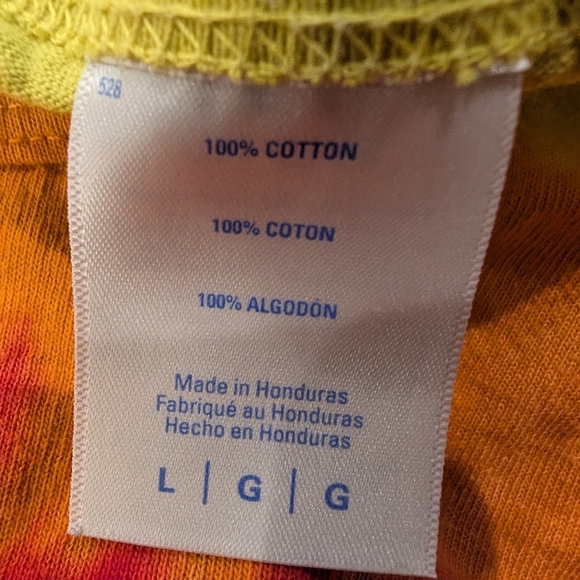 528
100% COTTON
100% COTON
100% ALGODÓN
Made in Honduras
Fabriqué au Honduras
Hecho en Honduras
L | G | G